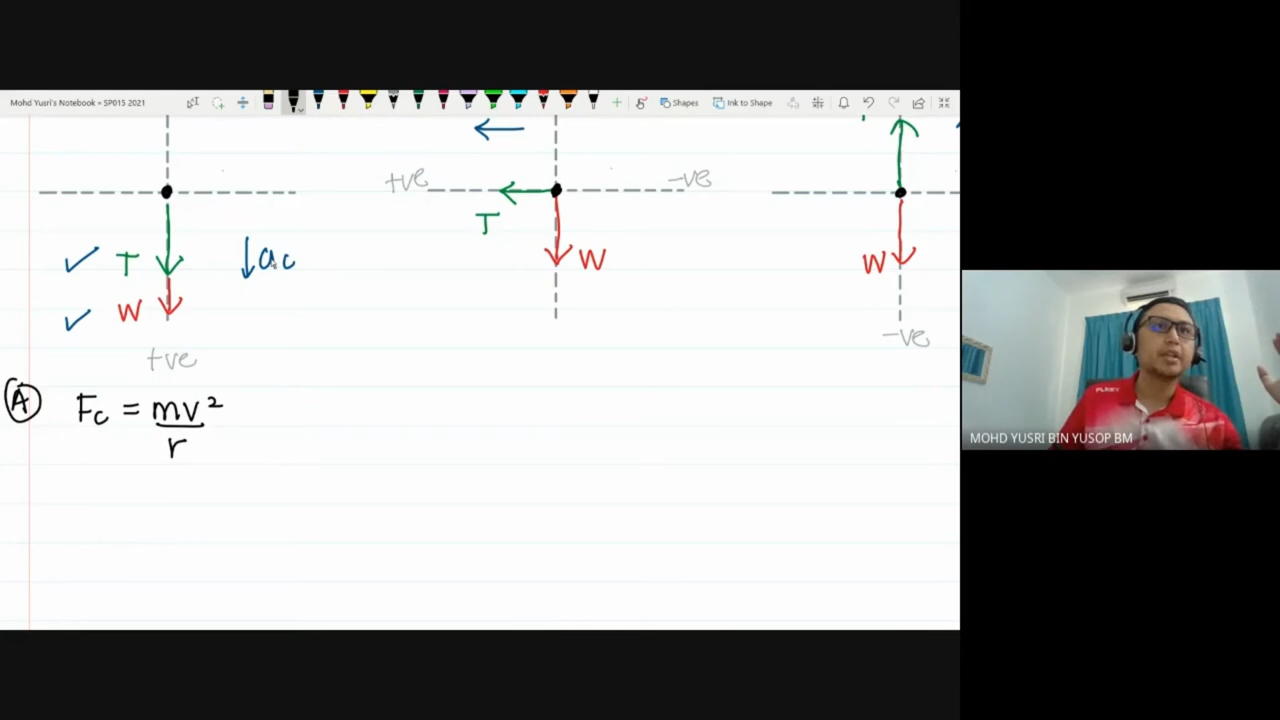 Mohd Yusri's Notebook » SP015 2021
Shapes
Ink to Shape
+ve
-ve
T
T
ac
W
W
W
+ve
-ve
A Fc = mv²
r
MOHD YUSRI BIN YUSOP BM